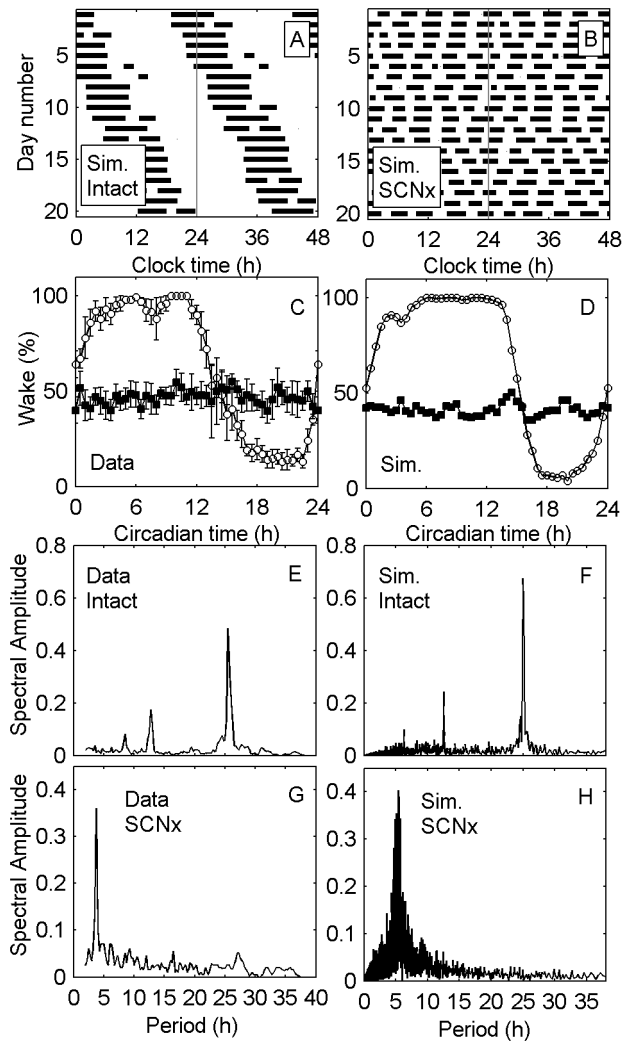 A
B
Day number
5
10
15
20
Sim.
Intact
0 12 24 36 48
Clock time (h)
5
10
15
20
Sim.
SCNx
0 12 24 36 48
Clock time (h)
Wake (%)
100
50
0
C
Data
0 6 12 18 24
Circadian time (h)
100
50
0
D
Sim.
0 6 12 18 24
Circadian time (h)
Spectral Amplitude
0.8
0.6
0.4
0.2
0
Data
Intact
E
0.8
0.6
0.4
0.2
0
Sim.
Intact
F
Spectral Amplitude
0.4
0.3
0.2
0.1
0
Data
SCNx
G
0 5 10 15 20 25 30 35 40
Period (h)
0.4
0.3
0.2
0.1
0
Sim.
SCNx
H
0 5 10 15 20 25 30 35
Period (h)